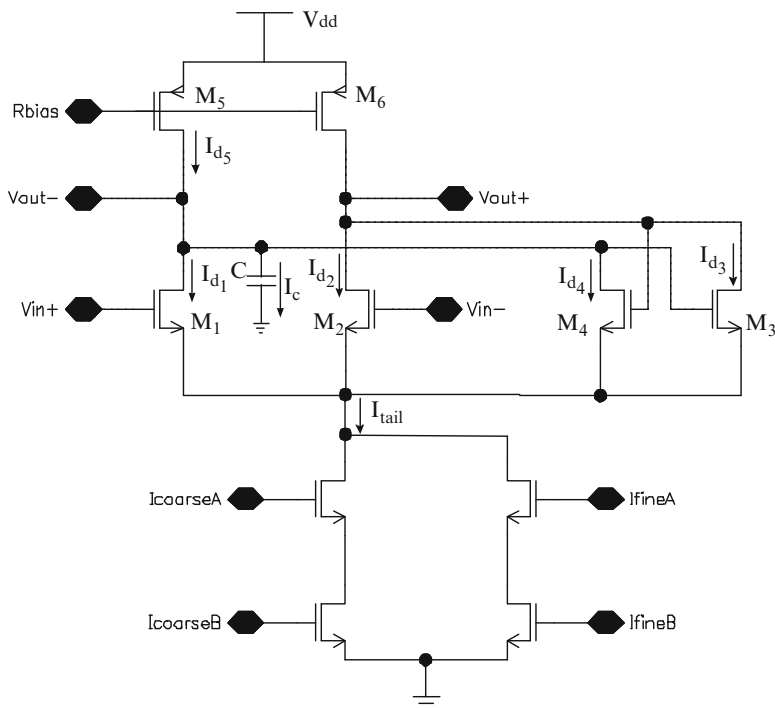 Vdd
Rbias
M5
M6
Id5
Vout-
Vout+
Id1
C
Ic
Id2
Id4
Id3
Vin+
M1
M2
Vin-
M4
M3
Itail
IcoarseA
IfineA
IcoarseB
IfineB